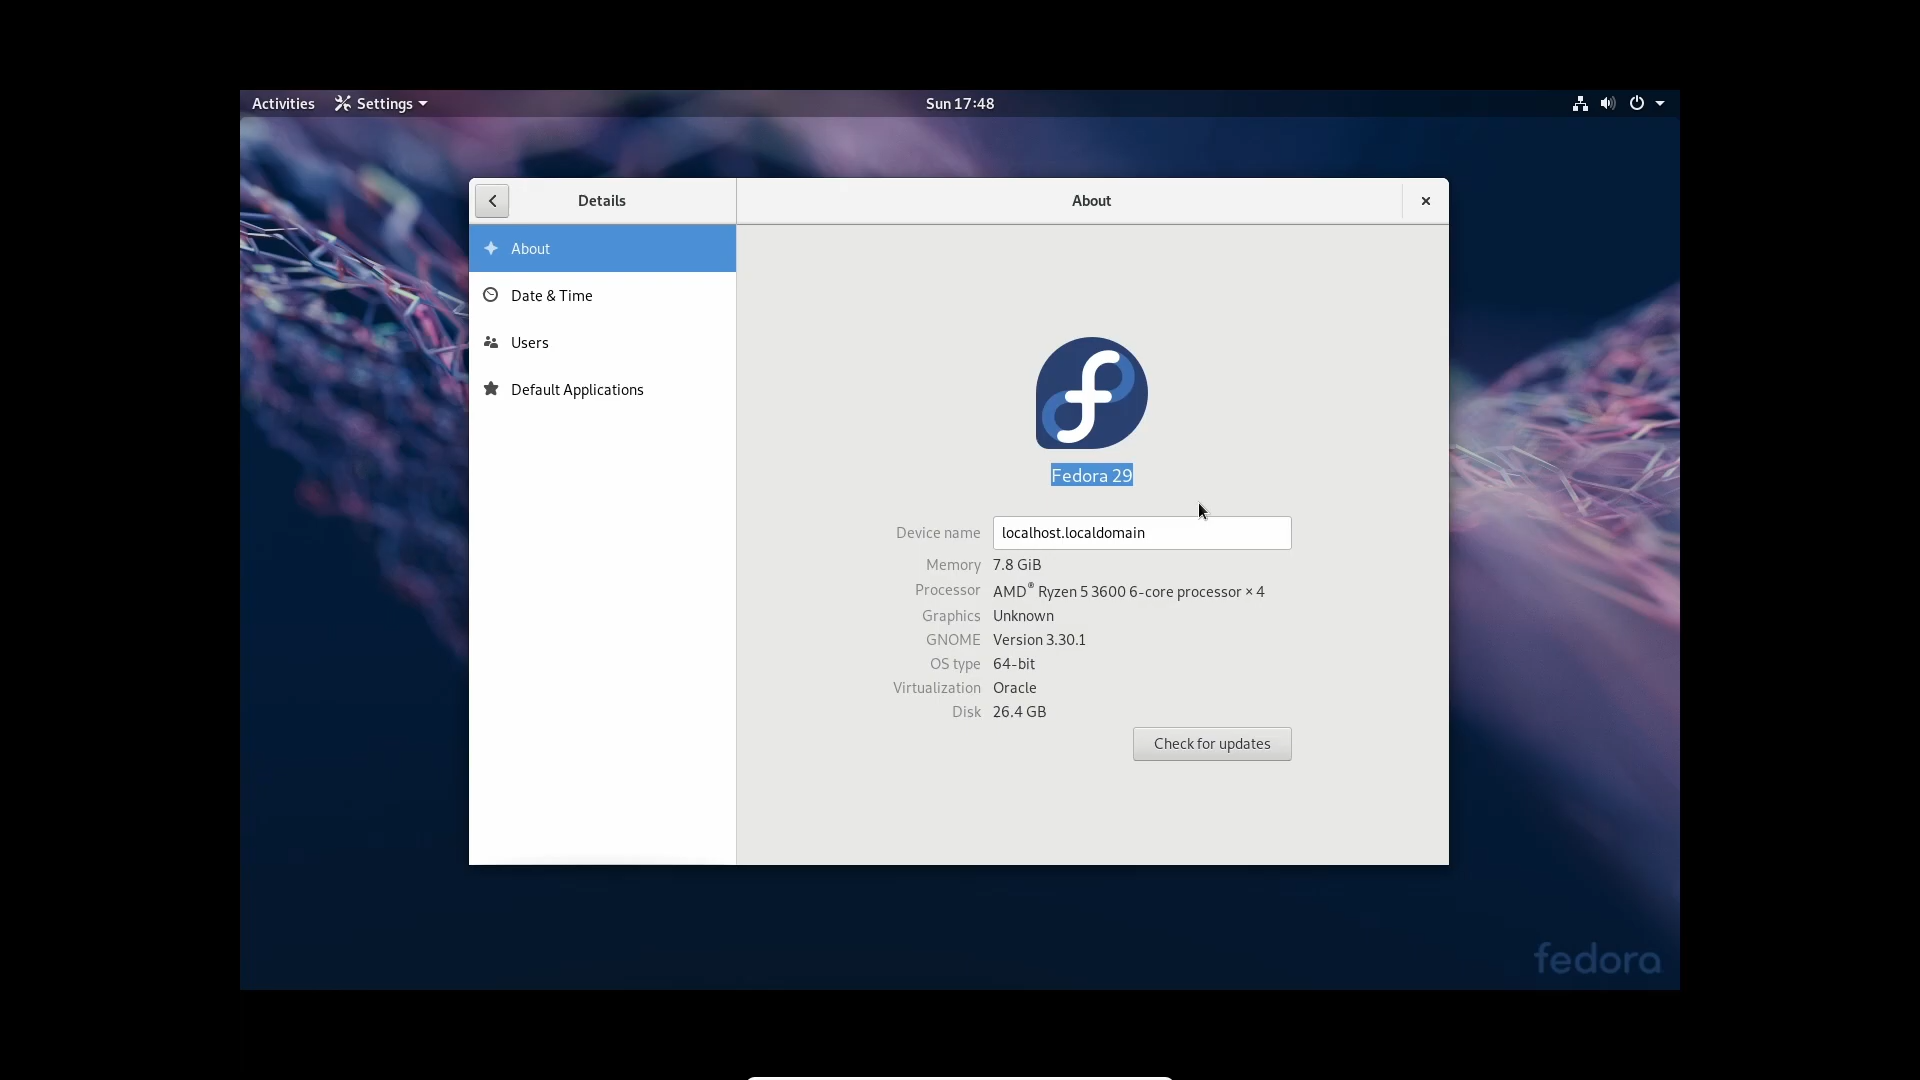 Activities Settings Sun 17:48
Details About
About
Date & Time
Users
Default Applications
Fedora 29
Device name localhost.localdomain
Memory 7.8 GiB
Processor AMD® Ryzen 5 3600 6-core processor × 4
Graphics Unknown
GNOME Version 3.30.1
OS type 64-bit
Virtualization Oracle
Disk 26.4 GB
Check for updates
fedora